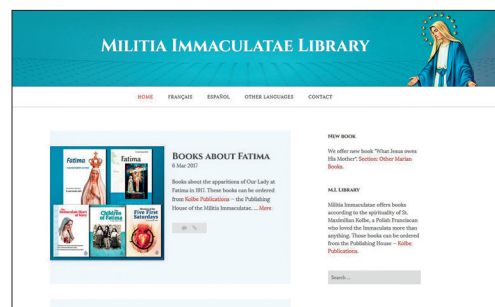 MILITIA IMMACULATAE LIBRARY
HOME FRANÇAIS ESPAÑOL OTHER LANGUAGES CONTACT
Fatima
Fatima
The Immaculate Heart of Mary
Children of Fatima
Five First Saturdays
BOOKS ABOUT FATIMA
6 Mar 2017
Books about the apparitions of Our Lady at
Fatima in 1917. These books can be ordered
from Kolbe Publications – the Publishing
House of the Militia Immaculatae. ... More
NEW BOOK
We offer new book "What Jesus owes
His Mother". Section: Other Marian
Books.
M.I. LIBRARY
Militia Immaculatae offers books
according to the spirituality of St.
Maximilian Kolbe, a Polish Franciscan
who loved the Immaculata more than
anything. Those books can be ordered
from the Publishing House – Kolbe
Publications.
Search ...